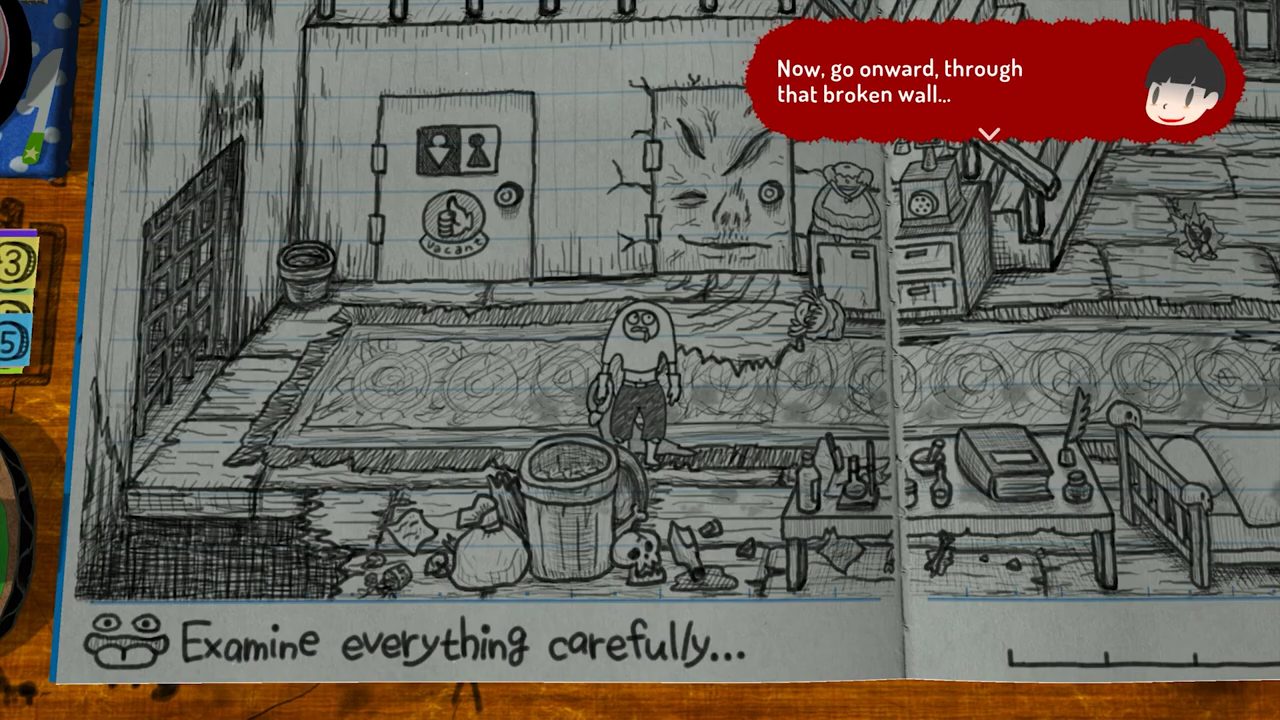 Now, go onward, through
that broken wall...
vacant
3
5
Examine everything carefully...